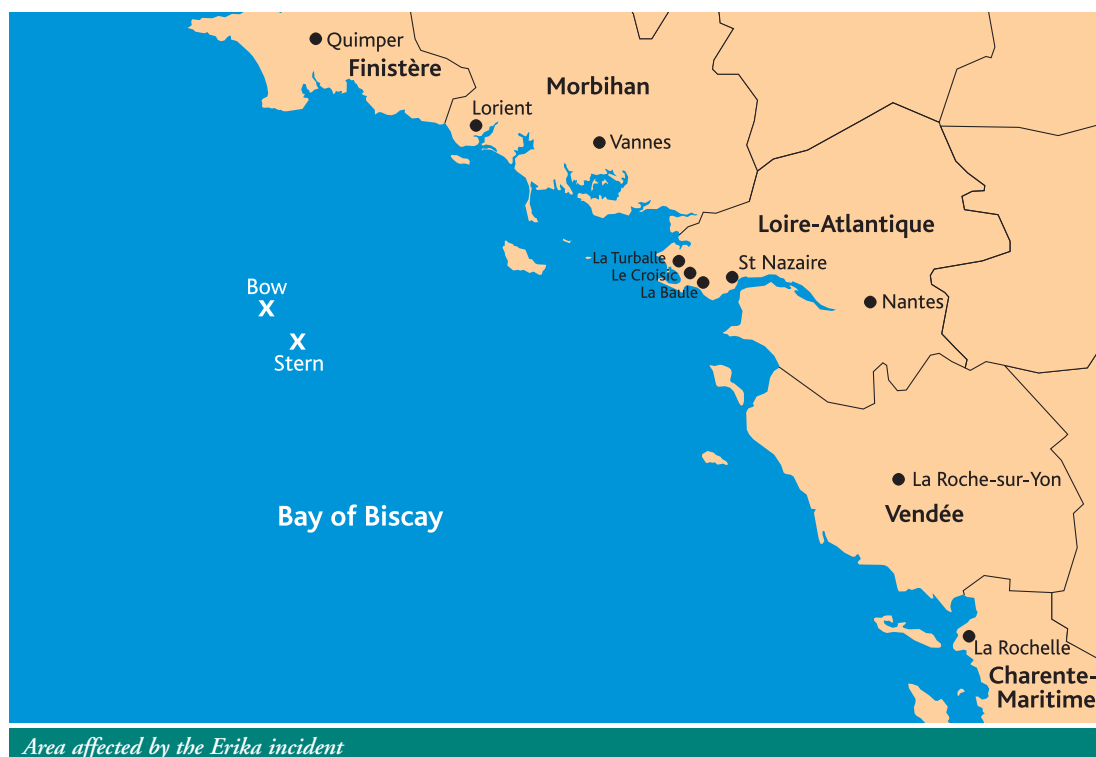 Quimper
Finistère
Morbihan
Lorient
Vannes
Loire-Atlantique
La Turballe
St Nazaire
Le Croisic
La Baule
Nantes
Bow
X
X
Stern
La Roche-sur-Yon
Vendée
Bay of Biscay
La Rochelle
Charente-
Maritime
Area affected by the Erika incident